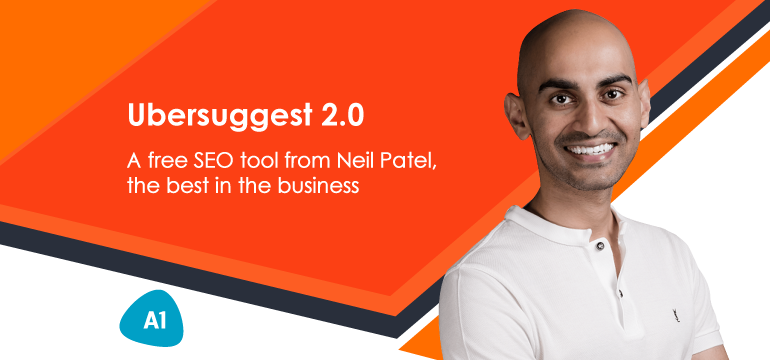 Ubersuggest 2.0
A free SEO tool from Neil Patel,
the best in the business
A1